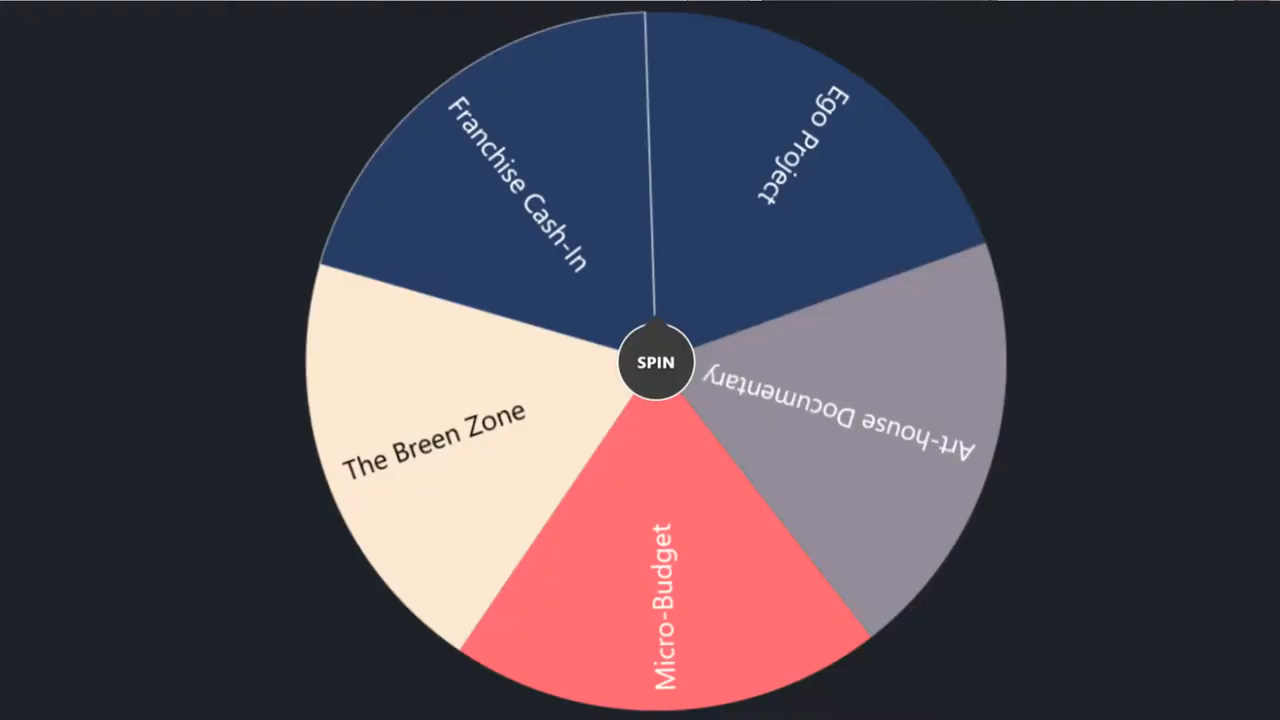 Franchise Cash-In
Ego Project
SPIN
The Breen Zone
Art-house Documentary
Micro-Budget